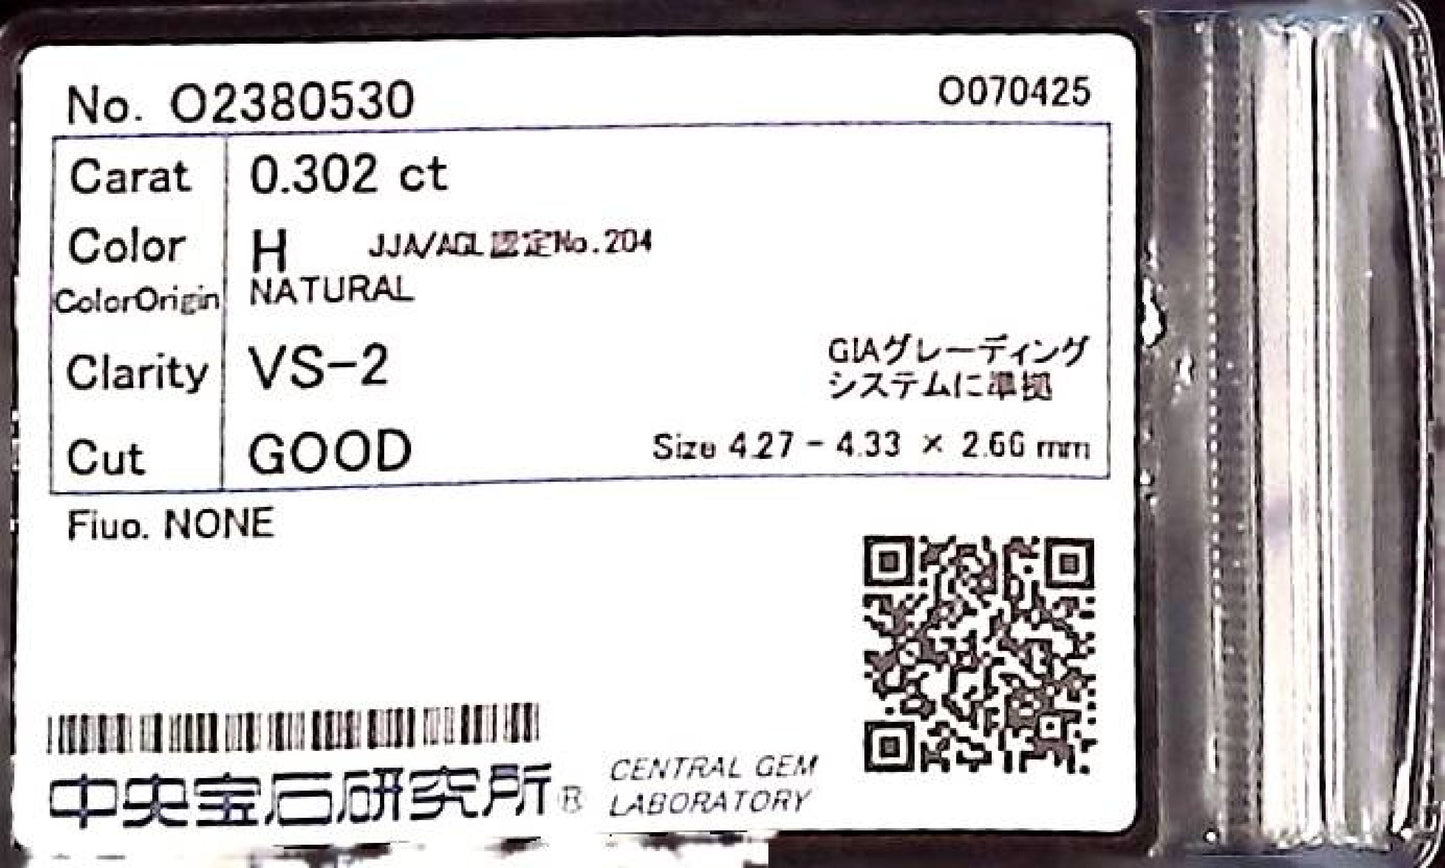 No. O2380530 O070425
Carat 0.302 ct
Color H JJA/AGL認定No.204
ColorOrigin NATURAL
Clarity VS-2 GIAグレーディング
システムに準拠
Cut GOOD Size 4.27 - 4.33 × 2.66 mm
Fluo. NONE
中央宝石研究所® CENTRAL GEM
LABORATORY